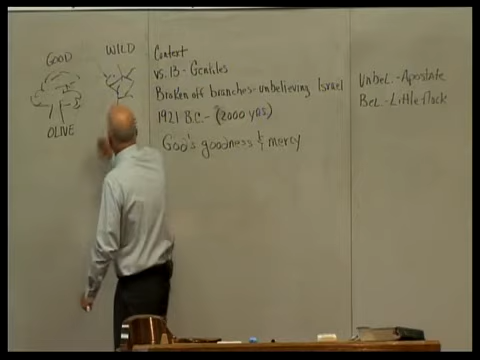 GOOD
OLIVE
WILD
Context
vs. 13 - Gentiles
Broken off branches - unbelieving Israel
1921 B.C. - (2000 yrs)
God's goodness & mercy
Unbel. - Apostate
Bel. - Little flock